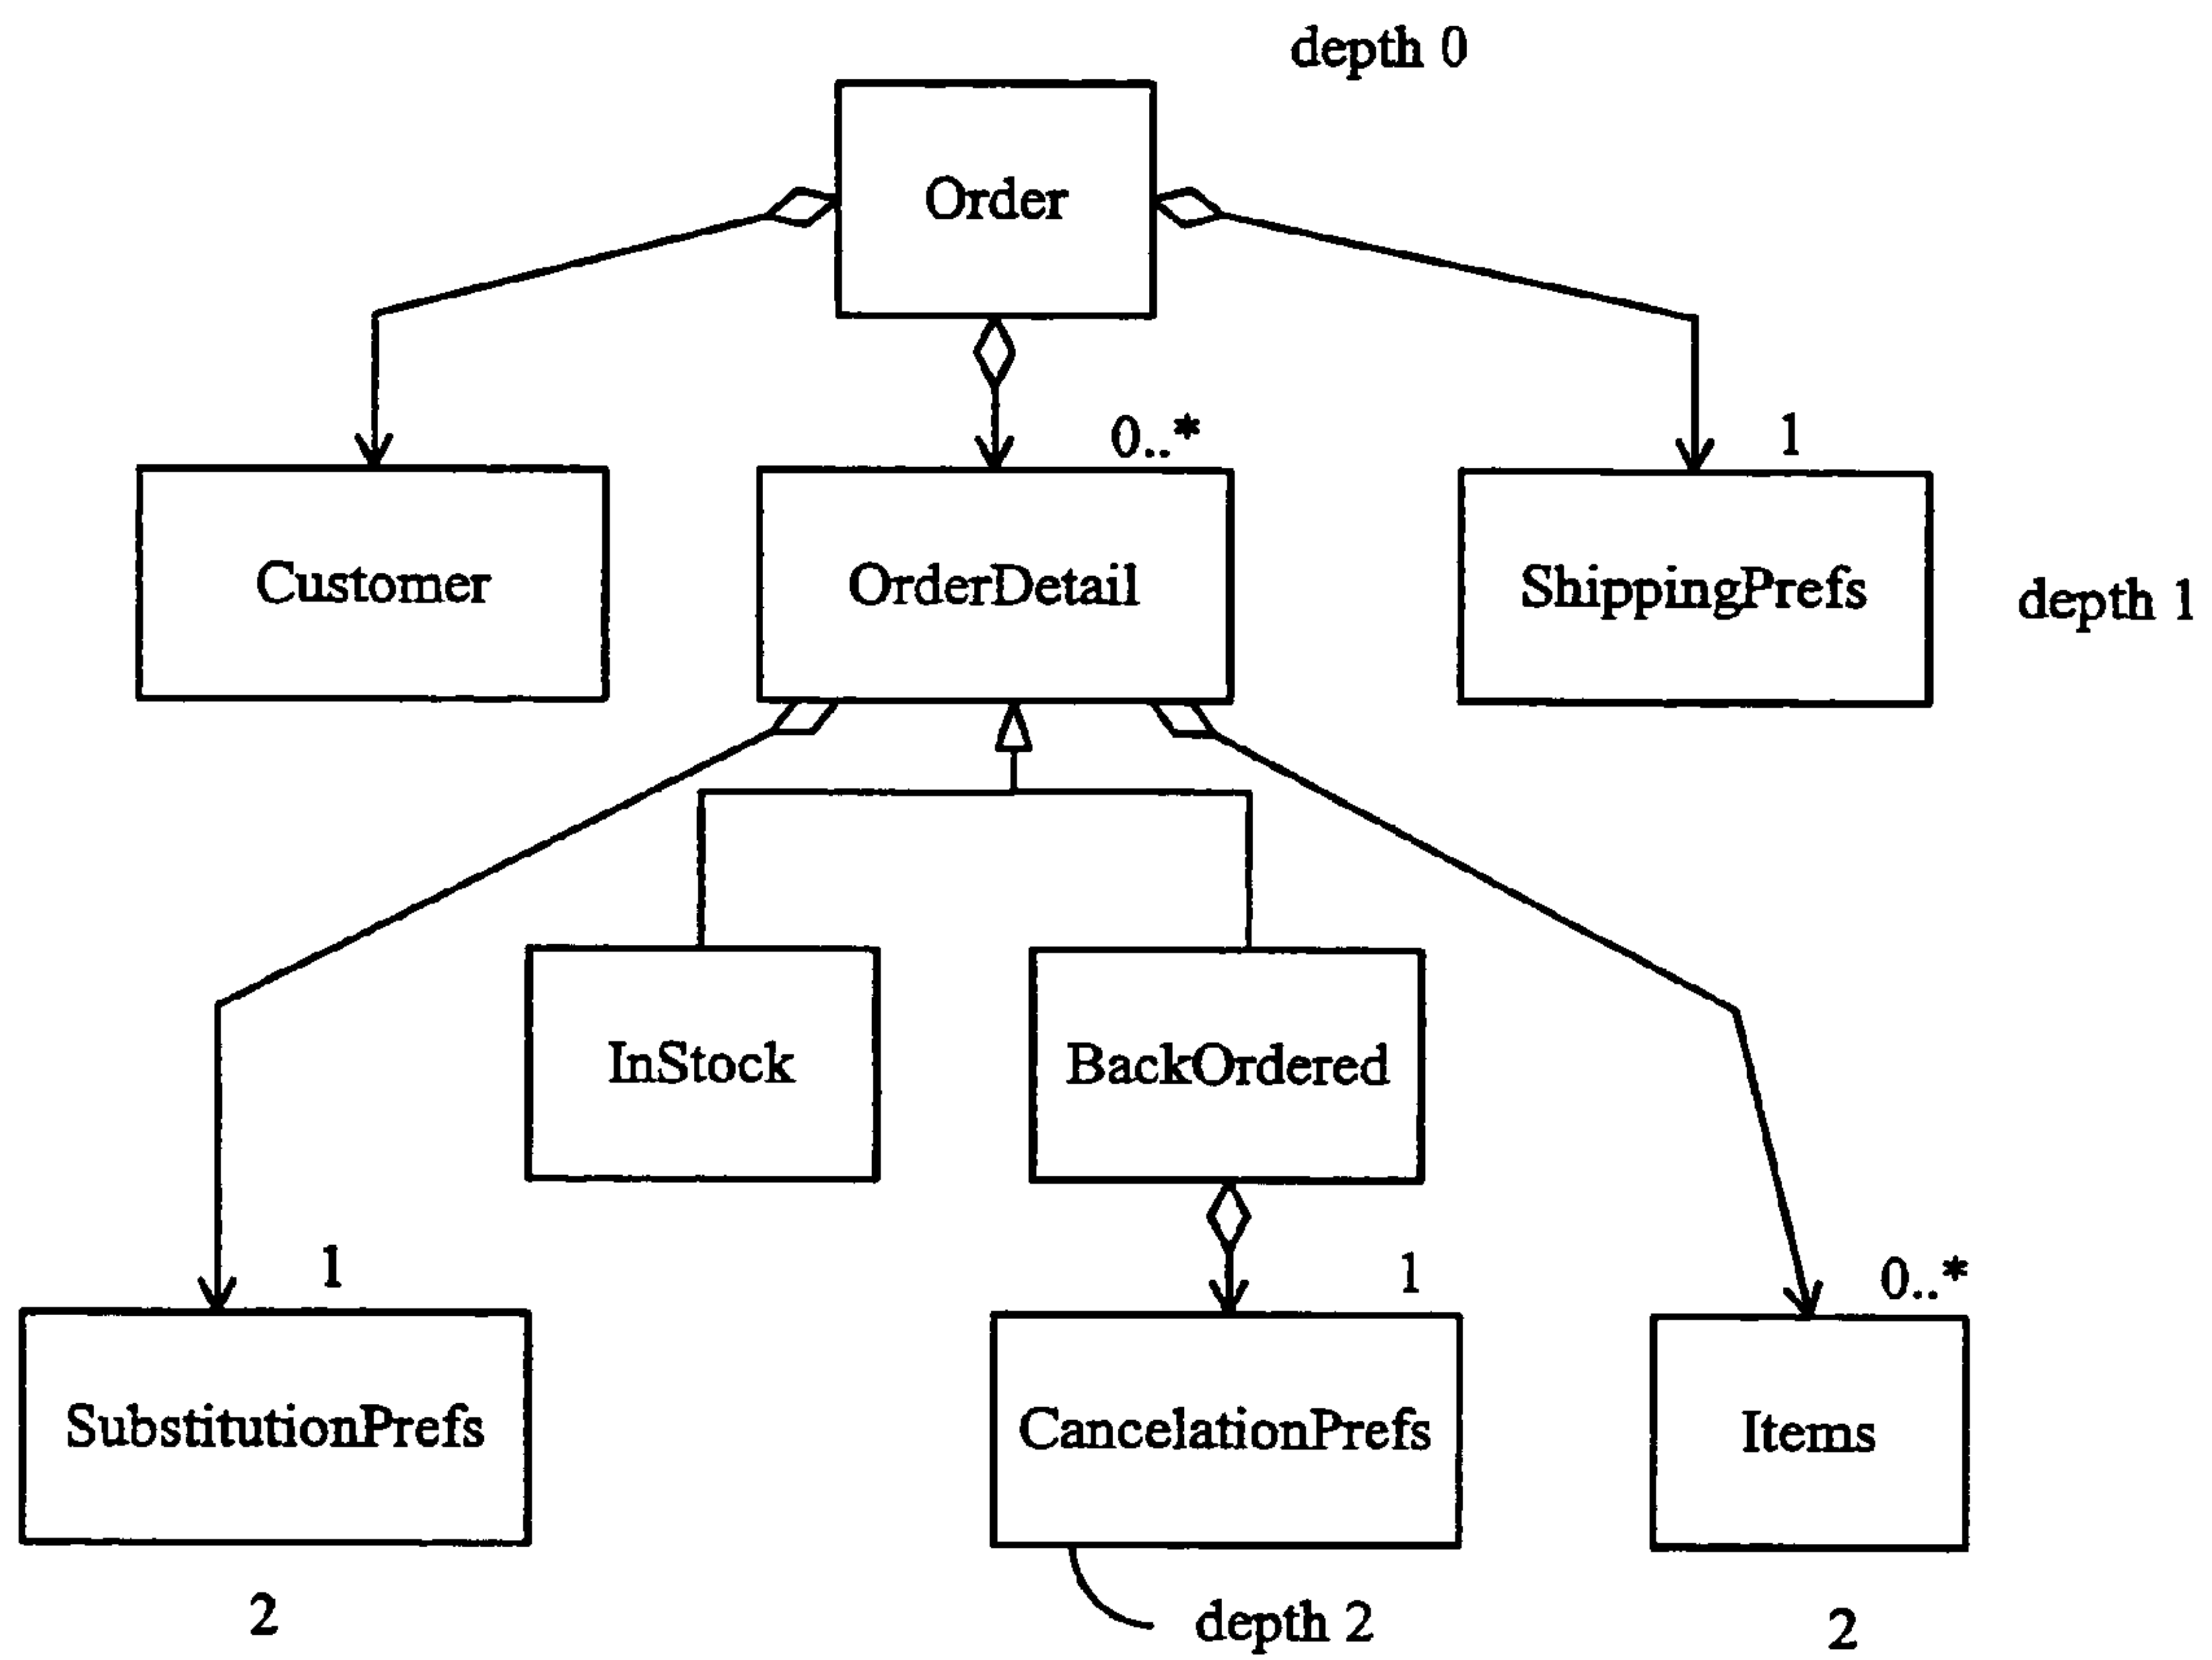 depth 0
Order
0..*
1
Customer
OrderDetail
ShippingPrefs
depth 1
InStock
BackOrdered
1
1
0..*
SubstitutionPrefs
CancelationPrefs
Items
2
depth 2
2